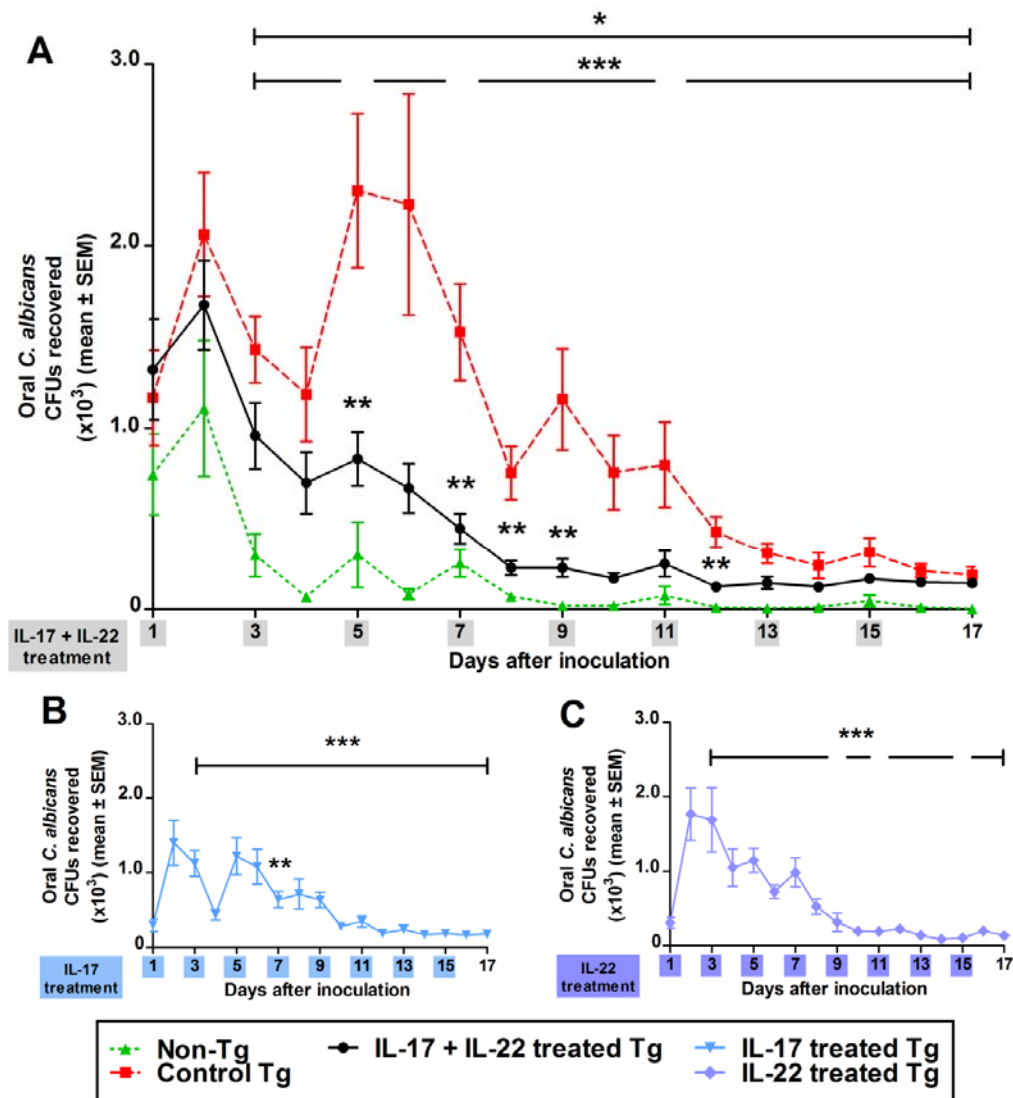 A
*
***
3.0
2.0
1.0
0
Oral C. albicans
CFUs recovered
(x10³) (mean ± SEM)
**
**
**
**
**
1 3 5 7 9 11 13 15 17
IL-17 + IL-22
treatment
Days after inoculation
B
***
3.0
2.0
1.0
0
Oral C. albicans
CFUs recovered
(x10³) (mean ± SEM)
**
1 3 5 7 9 11 13 15 17
IL-17
treatment
Days after inoculation
C
***
3.0
2.0
1.0
0
Oral C. albicans
CFUs recovered
(x10³) (mean ± SEM)
1 3 5 7 9 11 13 15 17
IL-22
treatment
Days after inoculation
Non-Tg
Control Tg
IL-17 + IL-22 treated Tg
IL-17 treated Tg
IL-22 treated Tg